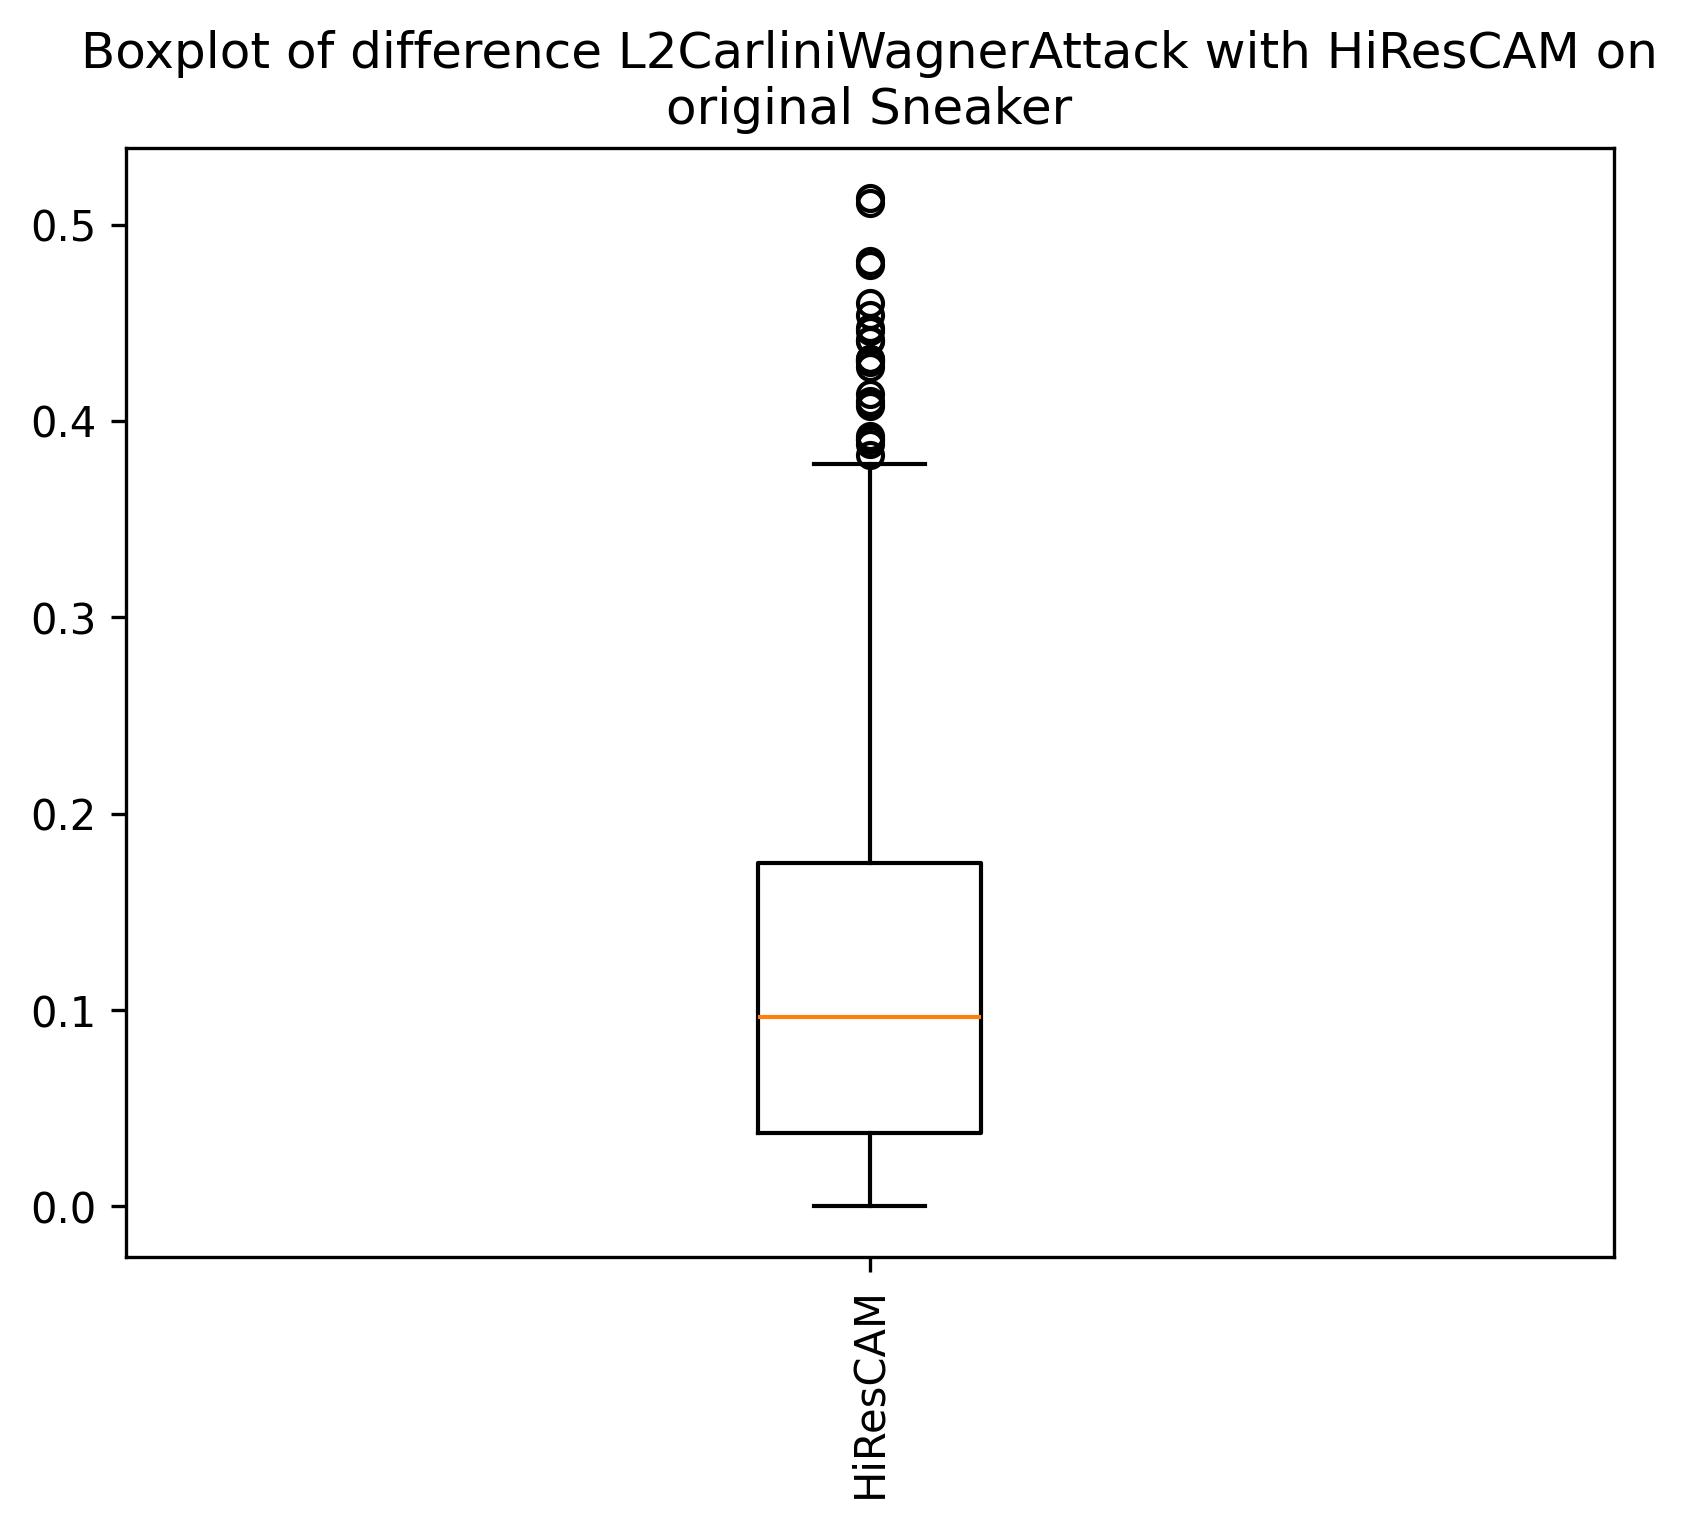 Boxplot of difference L2CarliniWagnerAttack with HiResCAM on
original Sneaker
0.5
0.4
0.3
0.2
0.1
0.0
HiResCAM